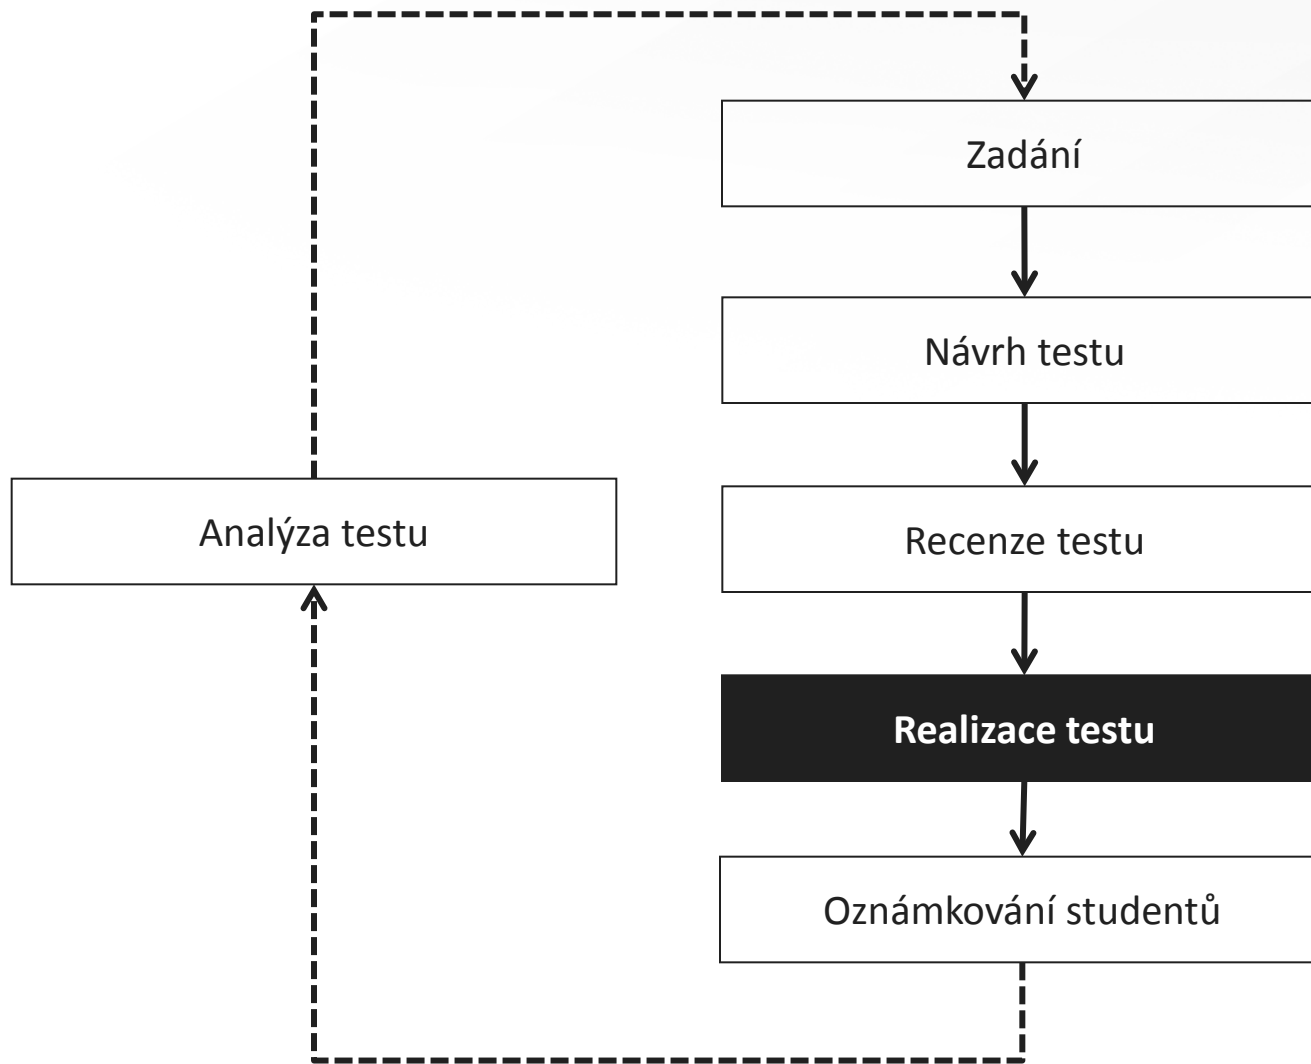 Zadání
Návrh testu
Analýza testu
Recenze testu
Realizace testu
Oznámkování studentů